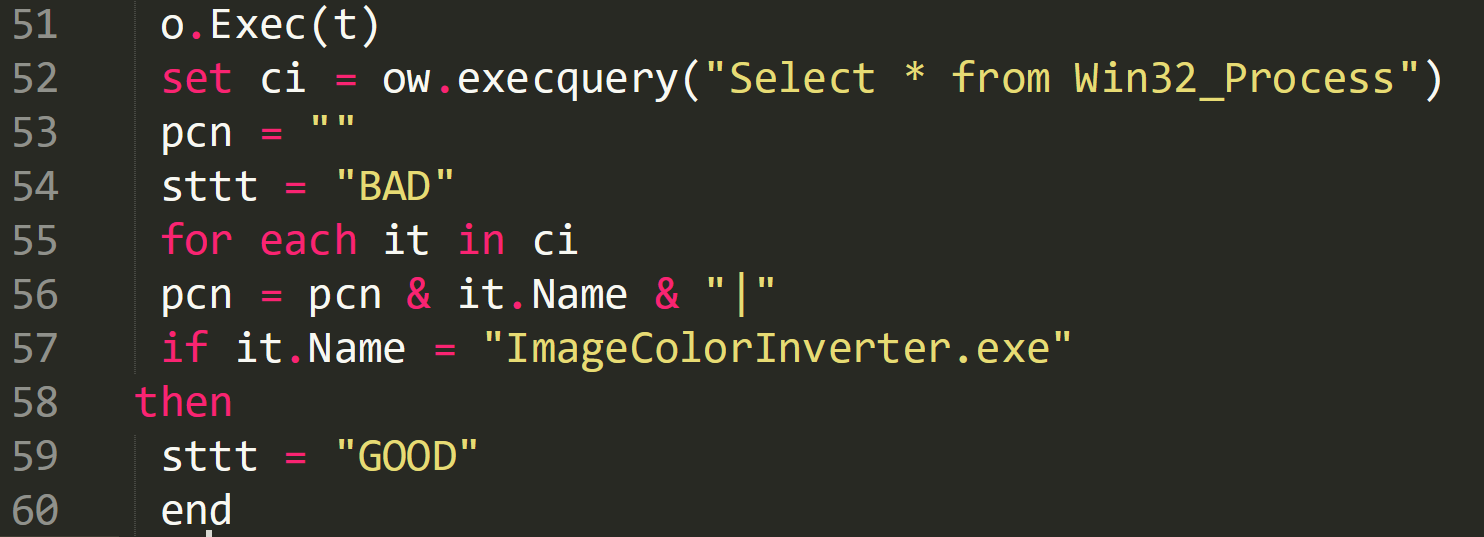 51 o.Exec(t)
52 set ci = ow.execquery("Select * from Win32_Process")
53 pcn = ""
54 sttt = "BAD"
55 for each it in ci
56 pcn = pcn & it.Name & "|"
57 if it.Name = "ImageColorInverter.exe"
58 then
59 sttt = "GOOD"
60 end